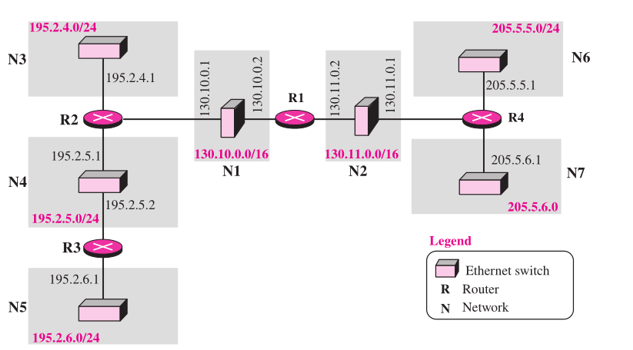 195.2.4.0/24
N3
195.2.4.1
R2
130.10.0.1
130.10.0.2
130.10.0.0/16
N1
R1
130.11.0.2
130.11.0.1
130.11.0.0/16
N2
205.5.5.0/24
N6
205.5.5.1
R4
205.5.6.1
N7
205.5.6.0
195.2.5.1
N4
195.2.5.2
195.2.5.0/24
R3
195.2.6.1
N5
195.2.6.0/24
Legend
Ethernet switch
R Router
N Network